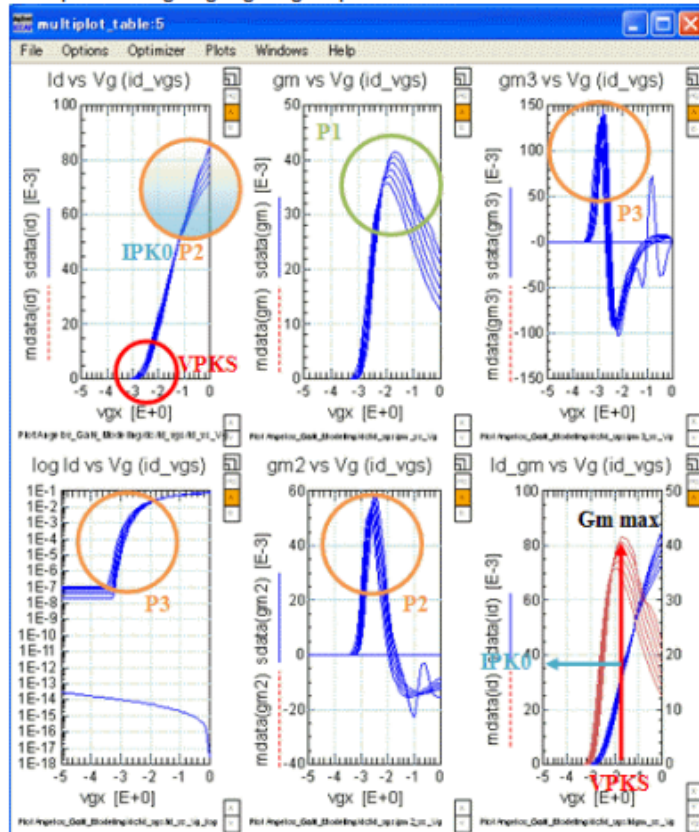 multiplot_table:5
File Options Optimizer Plots Windows Help
Id vs Vg (id_vgs)
gm vs Vg (id_vgs)
gm3 vs Vg (id_vgs)
mdata(id) sdata(id) [E-3]
100
80
60
40
20
0
IPK0 P2
VPKS
-5 -4 -3 -2 -1 0
vgx [E+0]
mdata(gm) sdata(gm) [E-3]
50
40
30
20
10
0
P1
-5 -4 -3 -2 -1 0
vgx [E+0]
mdata(gm3) sdata(gm3) [E-3]
150
100
50
0
-50
-100
-150
P3
-5 -4 -3 -2 -1 0
vgx [E+0]
log Id vs Vg (id_vgs)
gm2 vs Vg (id_vgs)
Id_gm vs Vg (id_vgs)
1E-1
1E-2
1E-3
1E-4
1E-5
1E-6
1E-7
1E-8
1E-9
1E-10
1E-11
1E-12
1E-13
1E-14
1E-15
1E-16
1E-17
1E-18
P3
-5 -4 -3 -2 -1 0
vgx [E+0]
mdata(gm2) sdata(gm2) [E-3]
60
40
20
0
-20
-40
P2
-5 -4 -3 -2 -1 0
vgx [E+0]
mdata(id) sdata(id) [E-3]
100
80
60
40
20
0
Gm max
IPK0
50
40
30
20
10
0
-5 -4 -3 -2 -1 0
VPKS
vgx [E+0]